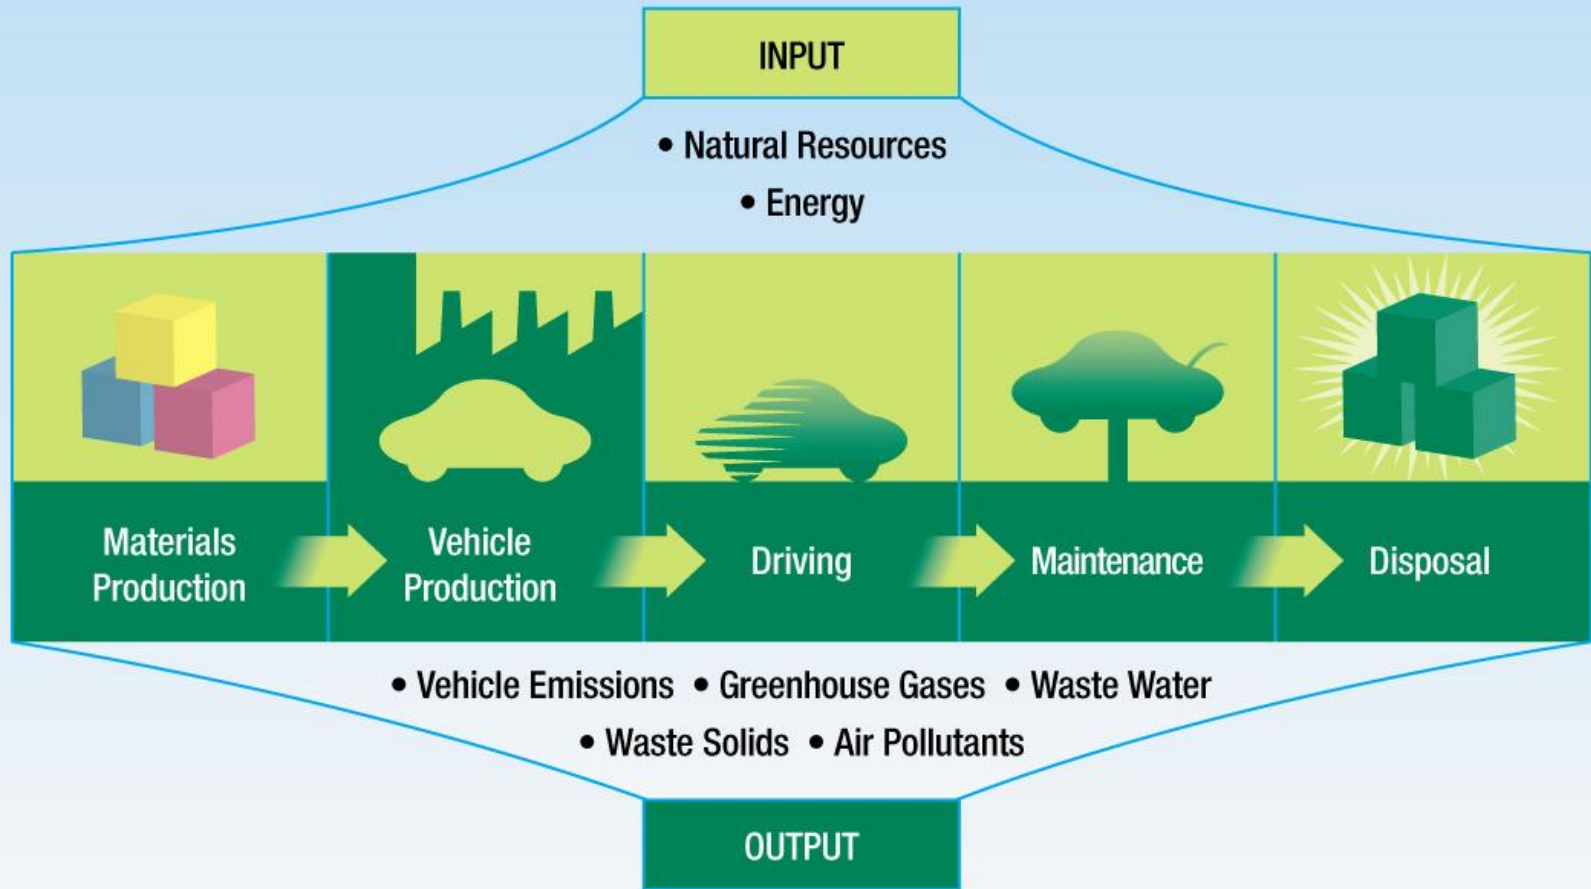 INPUT
• Natural Resources
• Energy
Materials
Production
Vehicle
Production
Driving
Maintenance
Disposal
• Vehicle Emissions • Greenhouse Gases • Waste Water
• Waste Solids • Air Pollutants
OUTPUT